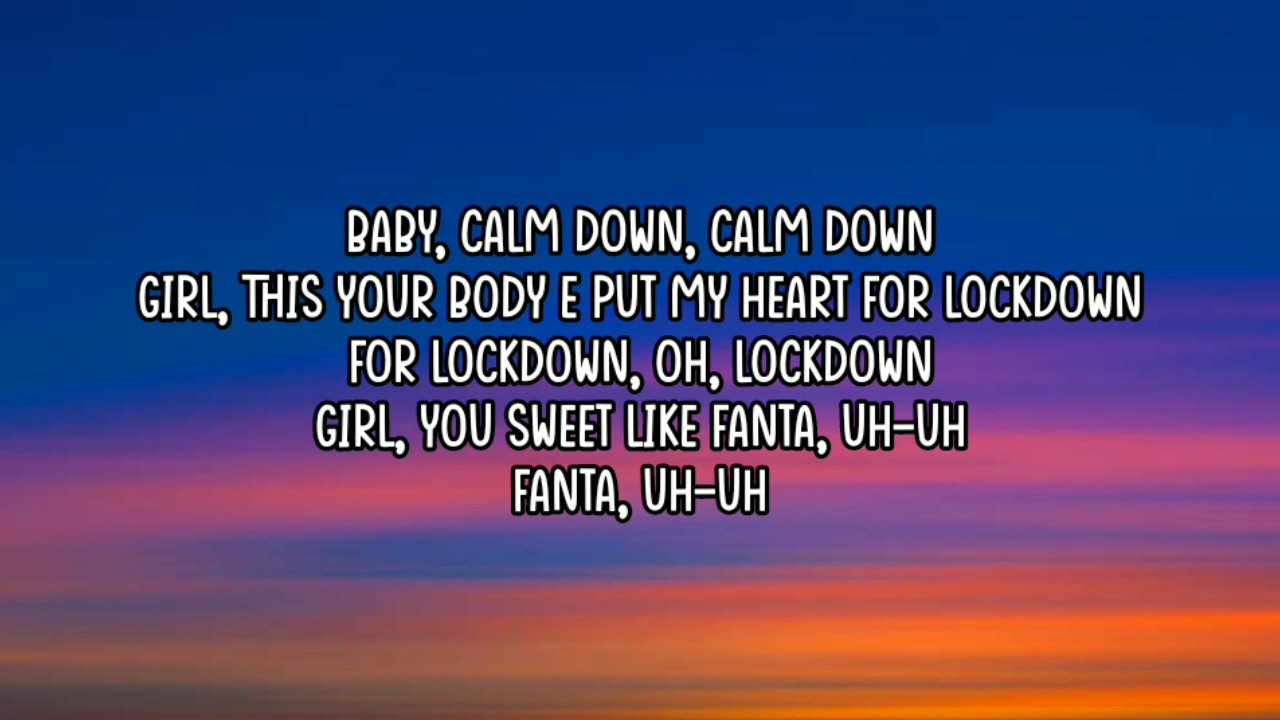 BABY, CALM DOWN, CALM DOWN
GIRL, THIS YOUR BODY E PUT MY HEART FOR LOCKDOWN
FOR LOCKDOWN, OH, LOCKDOWN
GIRL, YOU SWEET LIKE FANTA, UH-UH
FANTA, UH-UH